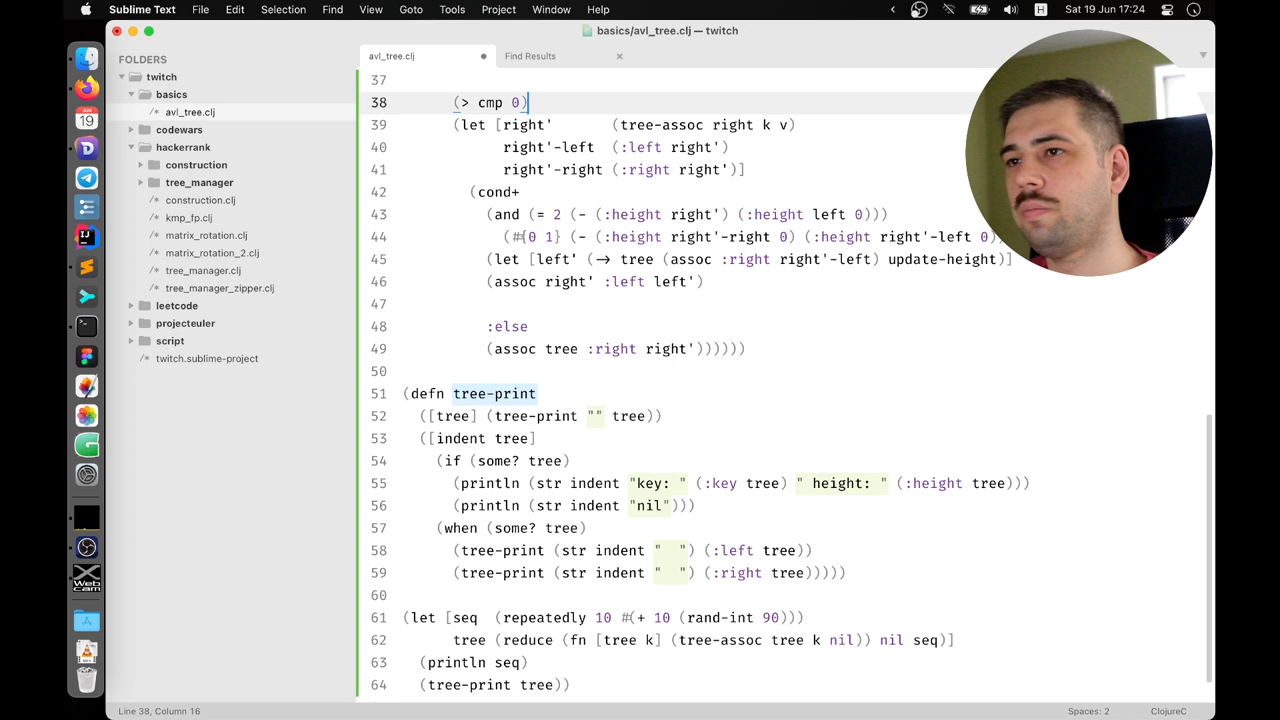 Sublime Text File Edit Selection Find View Goto Tools Project Window Help
H Sat 19 Jun 17:24
basics/avl_tree.clj — twitch
FOLDERS
twitch
basics
/* avl_tree.clj
codewars
hackerrank
construction
tree_manager
/* construction.clj
/* kmp_fp.clj
/* matrix_rotation.clj
/* matrix_rotation_2.clj
/* tree_manager.clj
/* tree_manager_zipper.clj
leetcode
projecteuler
script
/* twitch.sublime-project
avl_tree.clj
Find Results
37
38 (> cmp 0)
39 (let [right' (tree-assoc right k v)
40 right'-left (:left right')
41 right'-right (:right right')]
42 (cond+
43 (and (= 2 (- (:height right') (:height left 0)))
44 (#{0 1} (- (:height right'-right 0) (:height right'-left 0)
45 (let [left' (-> tree (assoc :right right'-left) update-height)]
46 (assoc right' :left left')
47
48 :else
49 (assoc tree :right right'))))))
50
51 (defn tree-print
52 ([tree] (tree-print "" tree))
53 ([indent tree]
54 (if (some? tree)
55 (println (str indent "key: " (:key tree) " height: " (:height tree)))
56 (println (str indent "nil")))
57 (when (some? tree)
58 (tree-print (str indent "  ") (:left tree))
59 (tree-print (str indent "  ") (:right tree)))))
60
61 (let [seq (repeatedly 10 #(+ 10 (rand-int 90)))
62 tree (reduce (fn [tree k] (tree-assoc tree k nil)) nil seq)]
63 (println seq)
64 (tree-print tree))
Line 38, Column 16
Spaces: 2
ClojureC
JUN
19
Web
cam